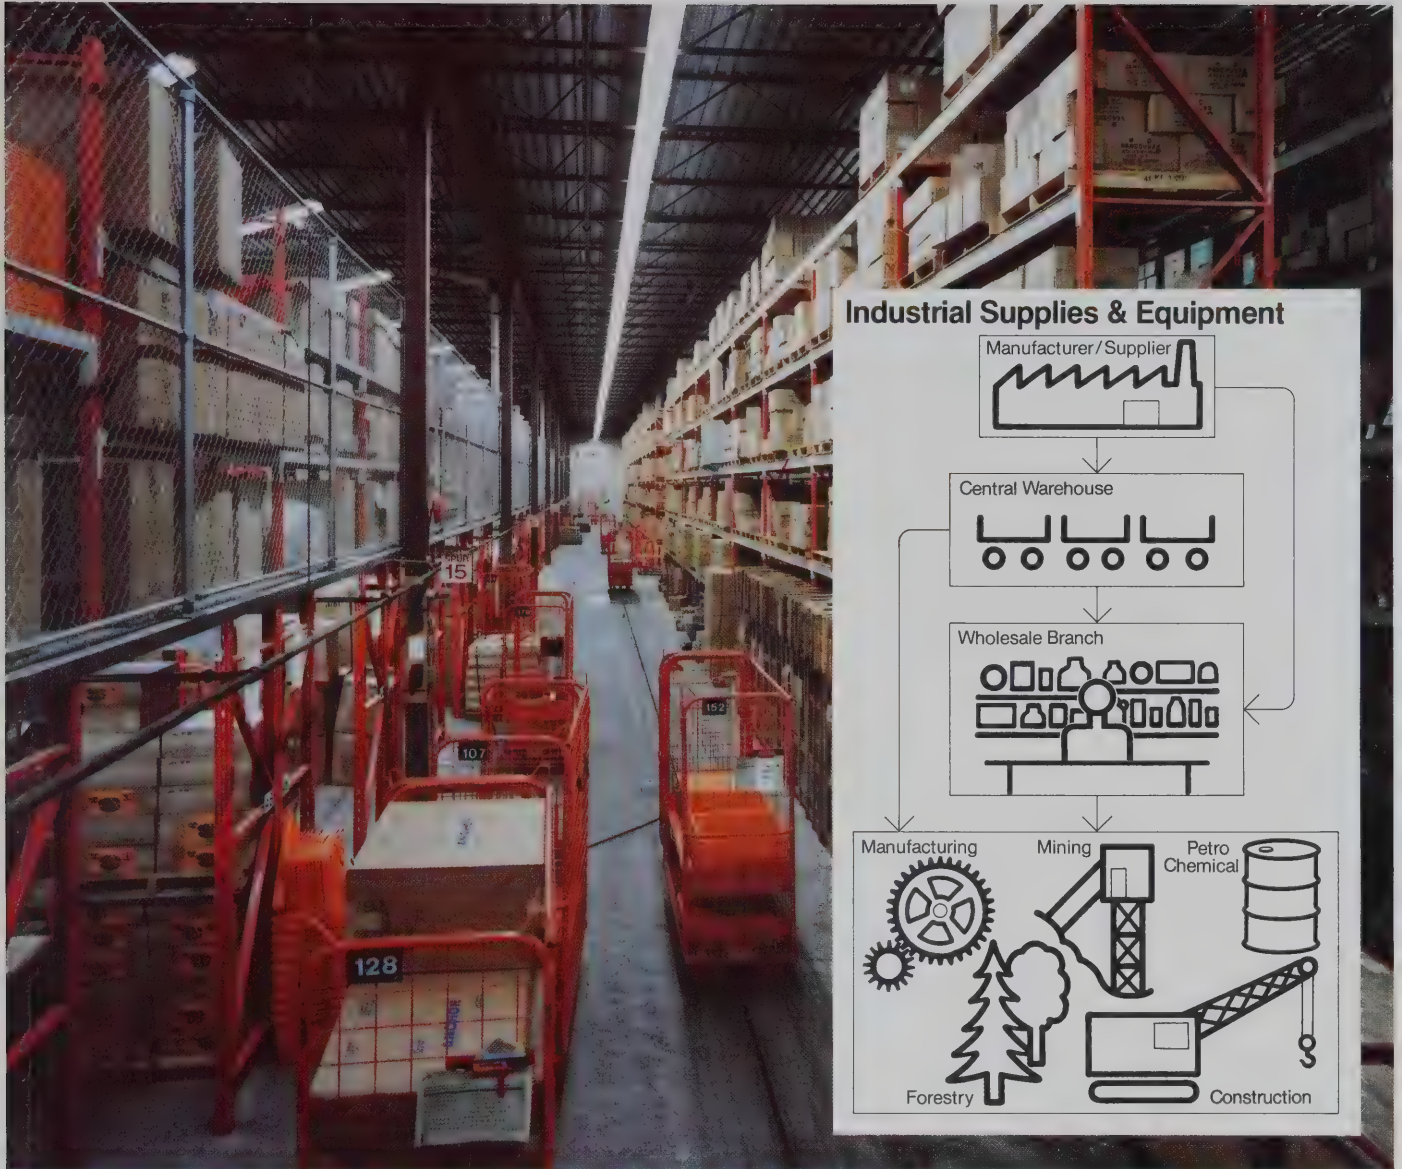 Industrial Supplies & Equipment
Manufacturer/Supplier
Central Warehouse
Wholesale Branch
Manufacturing
Mining
Petro
Chemical
Forestry
Construction
15
152
107
128
ANCHOR